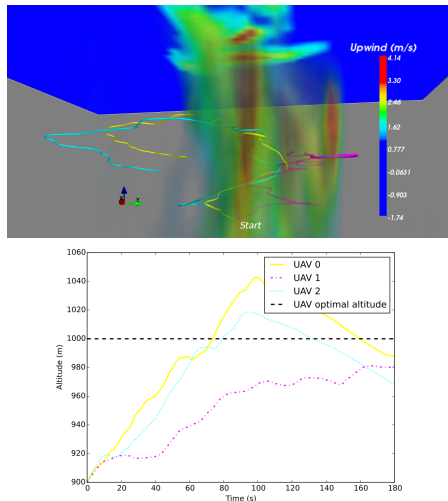 Upwind (m/s)
4.14
3.30
2.46
1.62
0.777
-0.0631
-0.903
-1.74
Start
1060
1040
1020
1000
980
960
940
920
900
Altitude (m)
UAV 0
UAV 1
UAV 2
UAV optimal altitude
0 20 40 60 80 100 120 140 160 180
Time (s)